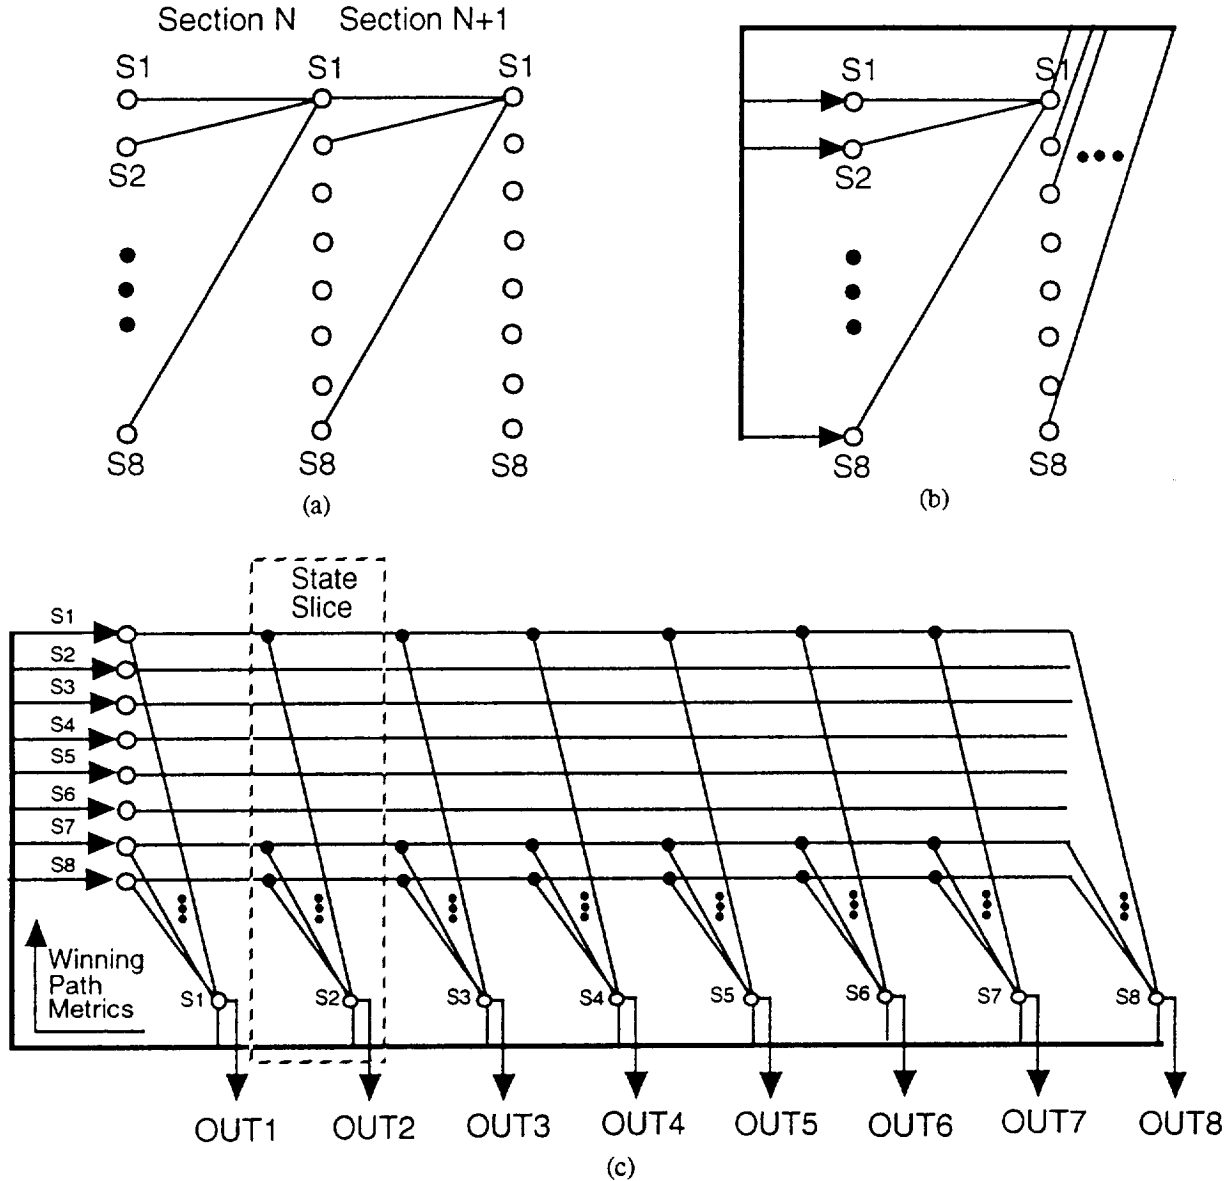 Section N Section N+1
S1 S1 S1
S2
S8 S8 S8
(a)
S1 S1
S2
S8 S8
(b)
State
Slice
S1
S2
S3
S4
S5
S6
S7
S8
Winning
Path
Metrics
S1 S2 S3 S4 S5 S6 S7 S8
OUT1 OUT2 OUT3 OUT4 OUT5 OUT6 OUT7 OUT8
(c)